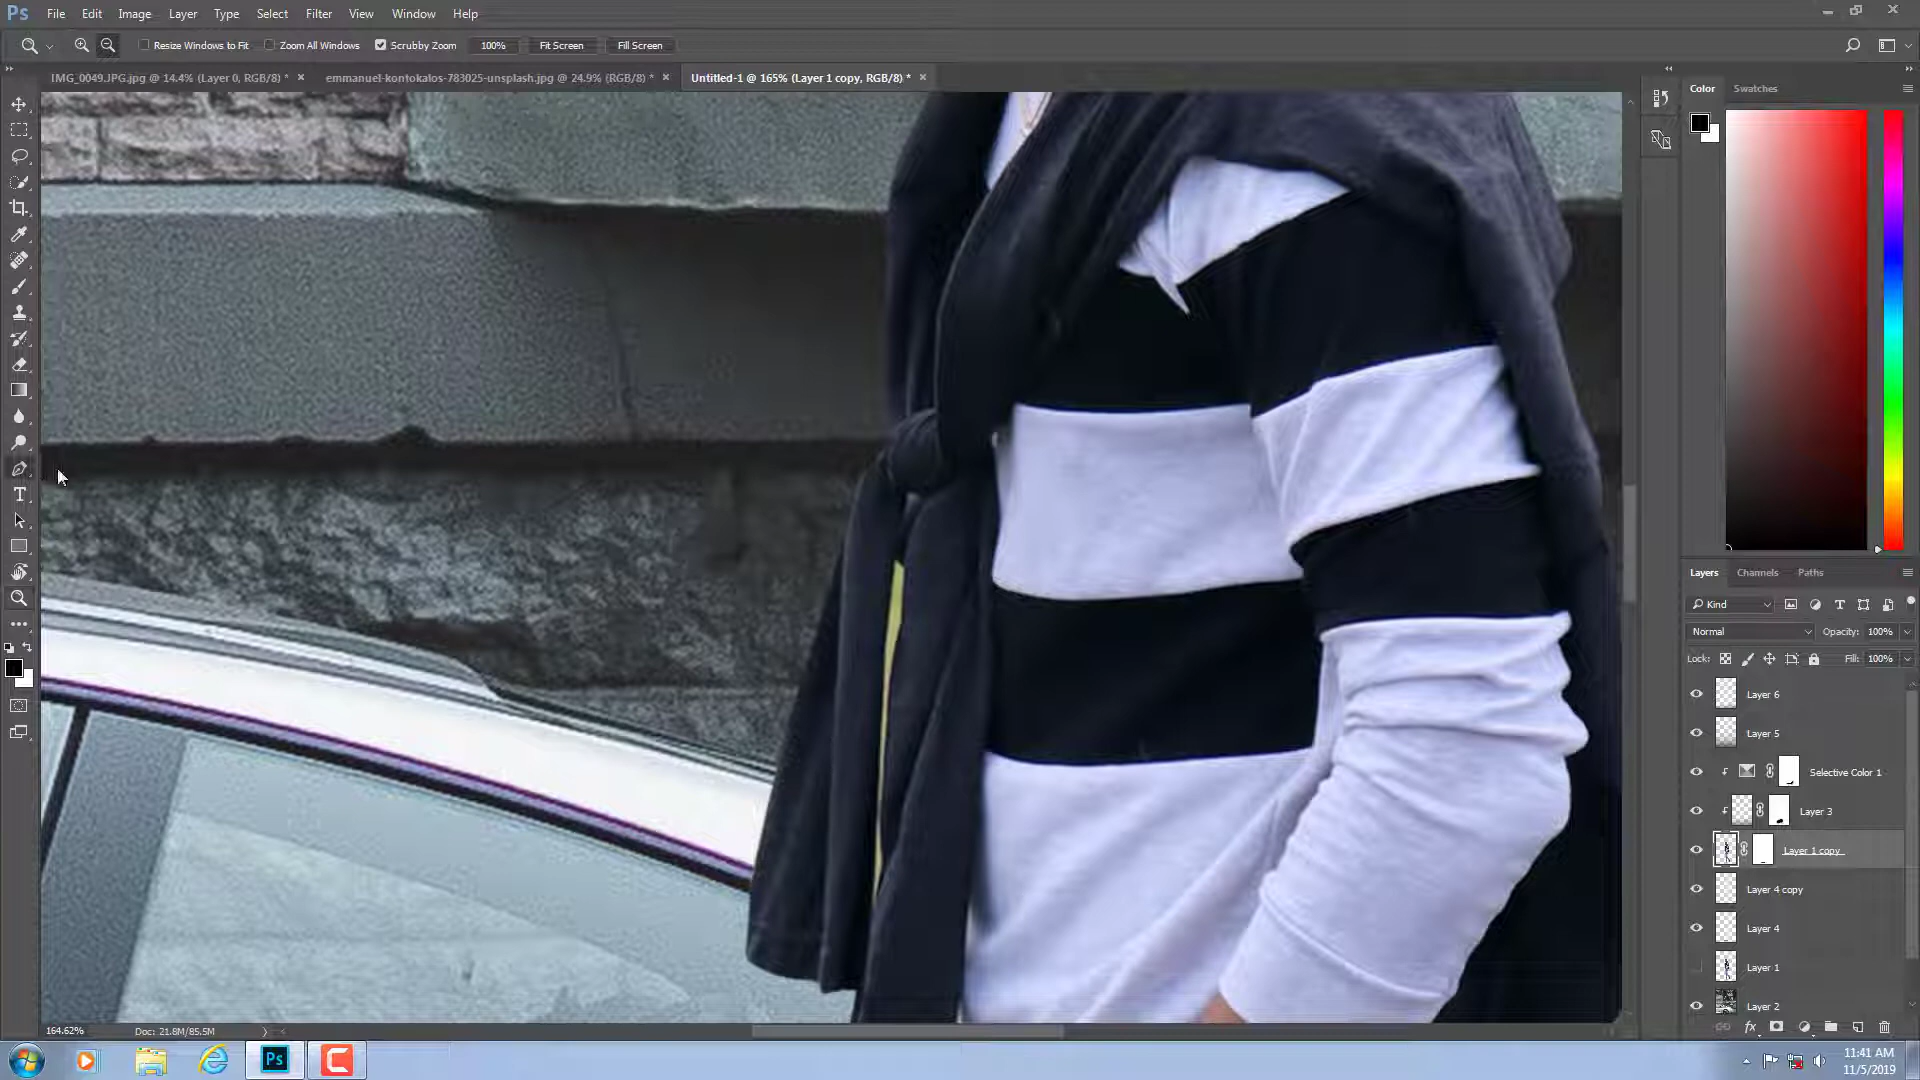 Ps File Edit Image Layer Type Select Filter 3D View Window Help
Resize Windows to Fit Zoom All Windows Scrubby Zoom 100% Fit Screen Fill Screen
IMG_0049.JPG.jpg @ 14.4% (Layer 0, RGB/8) * × emmanuel-kontokalos-783025-unsplash.jpg @ 24.9% (RGB/8) * × Untitled-1 @ 165% (Layer 1 copy, RGB/8) * ×
Color Swatches
Layers Channels Paths
Kind
Normal Opacity: 100%
Lock: Fill: 100%
Layer 6
Layer 5
Selective Color 1
Layer 3
Layer 1 copy
Layer 4 copy
Layer 4
Layer 1
Layer 2
fx
T
164.62% Doc: 21.8M/85.5M
Ps
11:41 AM
11/5/2019